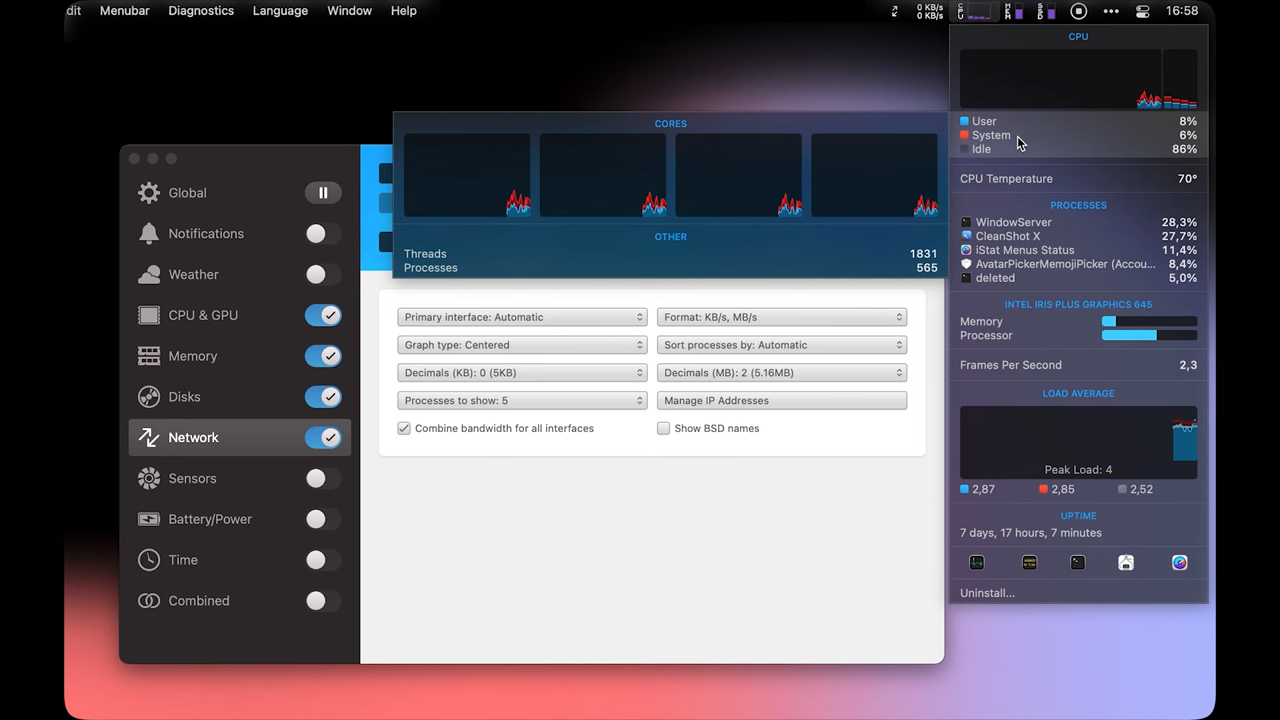 dit Menubar Diagnostics Language Window Help
0 KB/s
0 KB/s
CPU
MEM
SSD
16:58
Global
Notifications
Weather
CPU & GPU
Memory
Disks
Network
Sensors
Battery/Power
Time
Combined
CORES
OTHER
Threads 1831
Processes 565
Primary interface: Automatic
Format: KB/s, MB/s
Graph type: Centered
Sort processes by: Automatic
Decimals (KB): 0 (5KB)
Decimals (MB): 2 (5.16MB)
Processes to show: 5
Manage IP Addresses
Combine bandwidth for all interfaces
Show BSD names
CPU
User 8%
System 6%
Idle 86%
CPU Temperature 70°
PROCESSES
WindowServer 28,3%
CleanShot X 27,7%
iStat Menus Status 11,4%
AvatarPickerMemojiPicker (Accou... 8,4%
deleted 5,0%
INTEL IRIS PLUS GRAPHICS 645
Memory
Processor
Frames Per Second 2,3
LOAD AVERAGE
Peak Load: 4
2,87 2,85 2,52
UPTIME
7 days, 17 hours, 7 minutes
Uninstall...